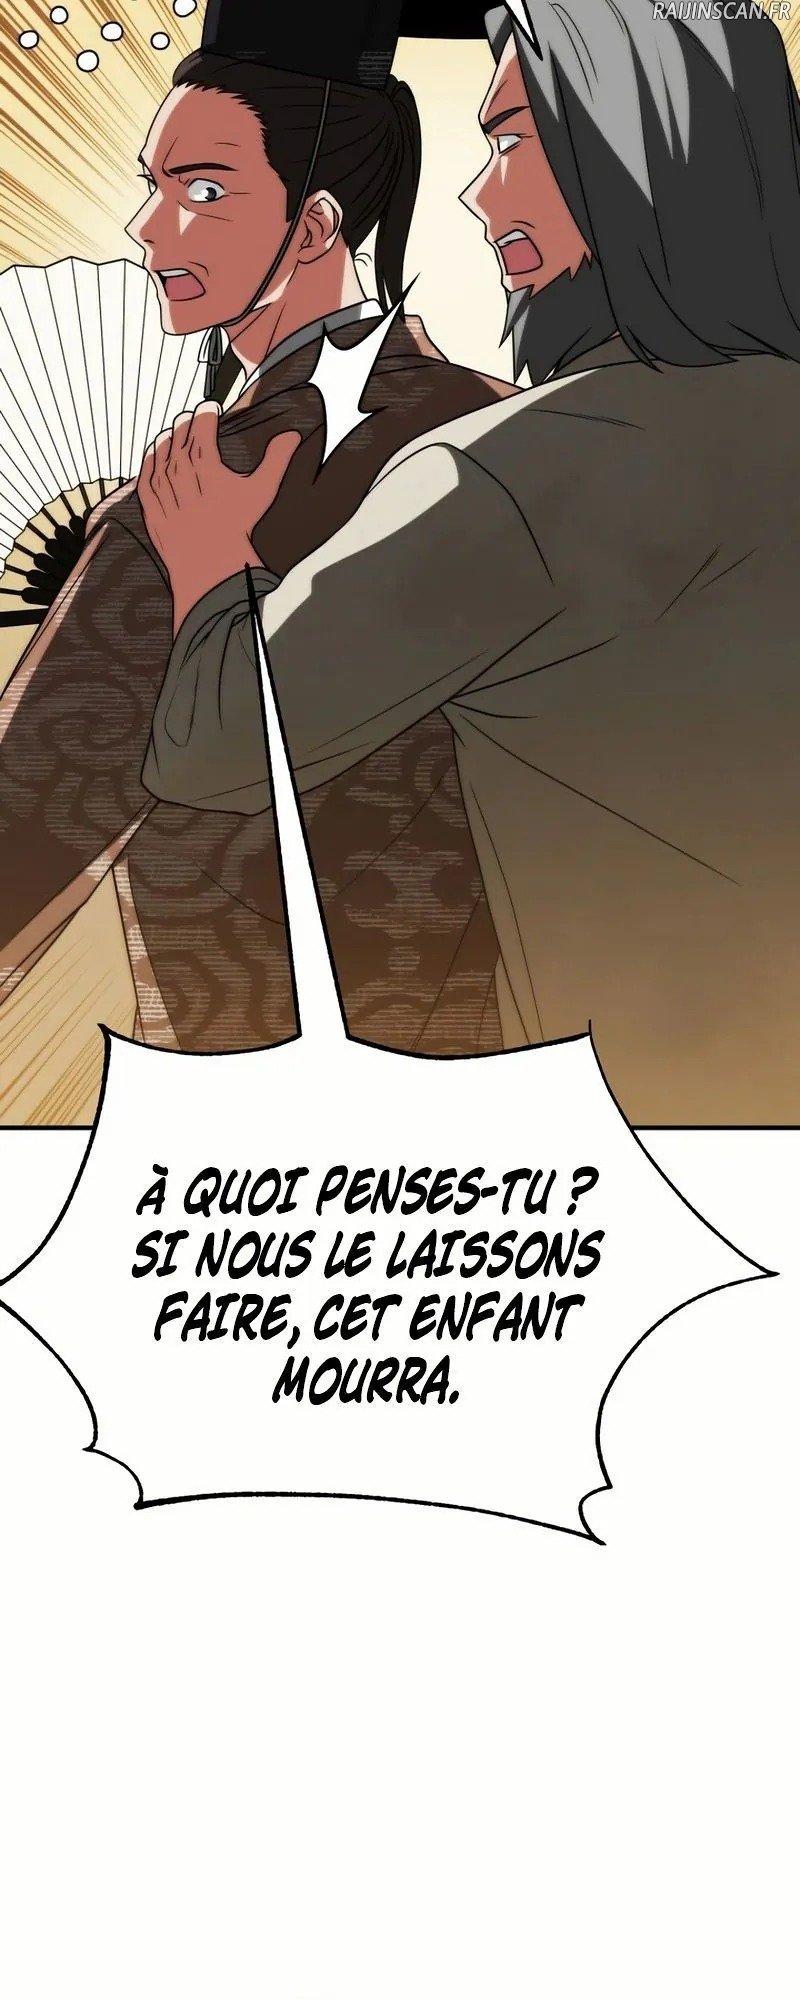 RAIJINSCAN.FR
À QUOI PENSES-TU ?
SI NOUS LE LAISSONS
FAIRE, CET ENFANT
MOURRA.